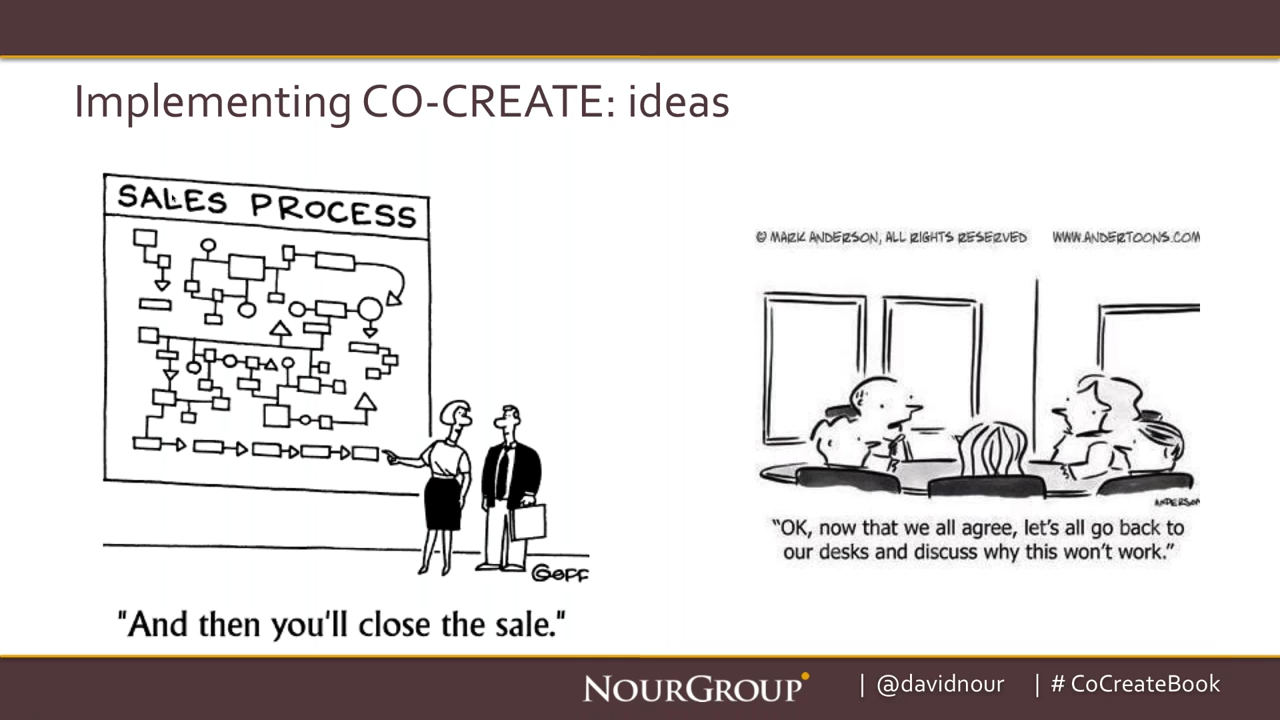 Implementing CO-CREATE: ideas
SALES PROCESS
GOFF
"And then you'll close the sale."
© MARK ANDERSON, ALL RIGHTS RESERVED WWW.ANDERTOONS.COM
ANDERSON
“OK, now that we all agree, let’s all go back to
our desks and discuss why this won’t work.”
NOURGROUP | @davidnour | # CoCreateBook